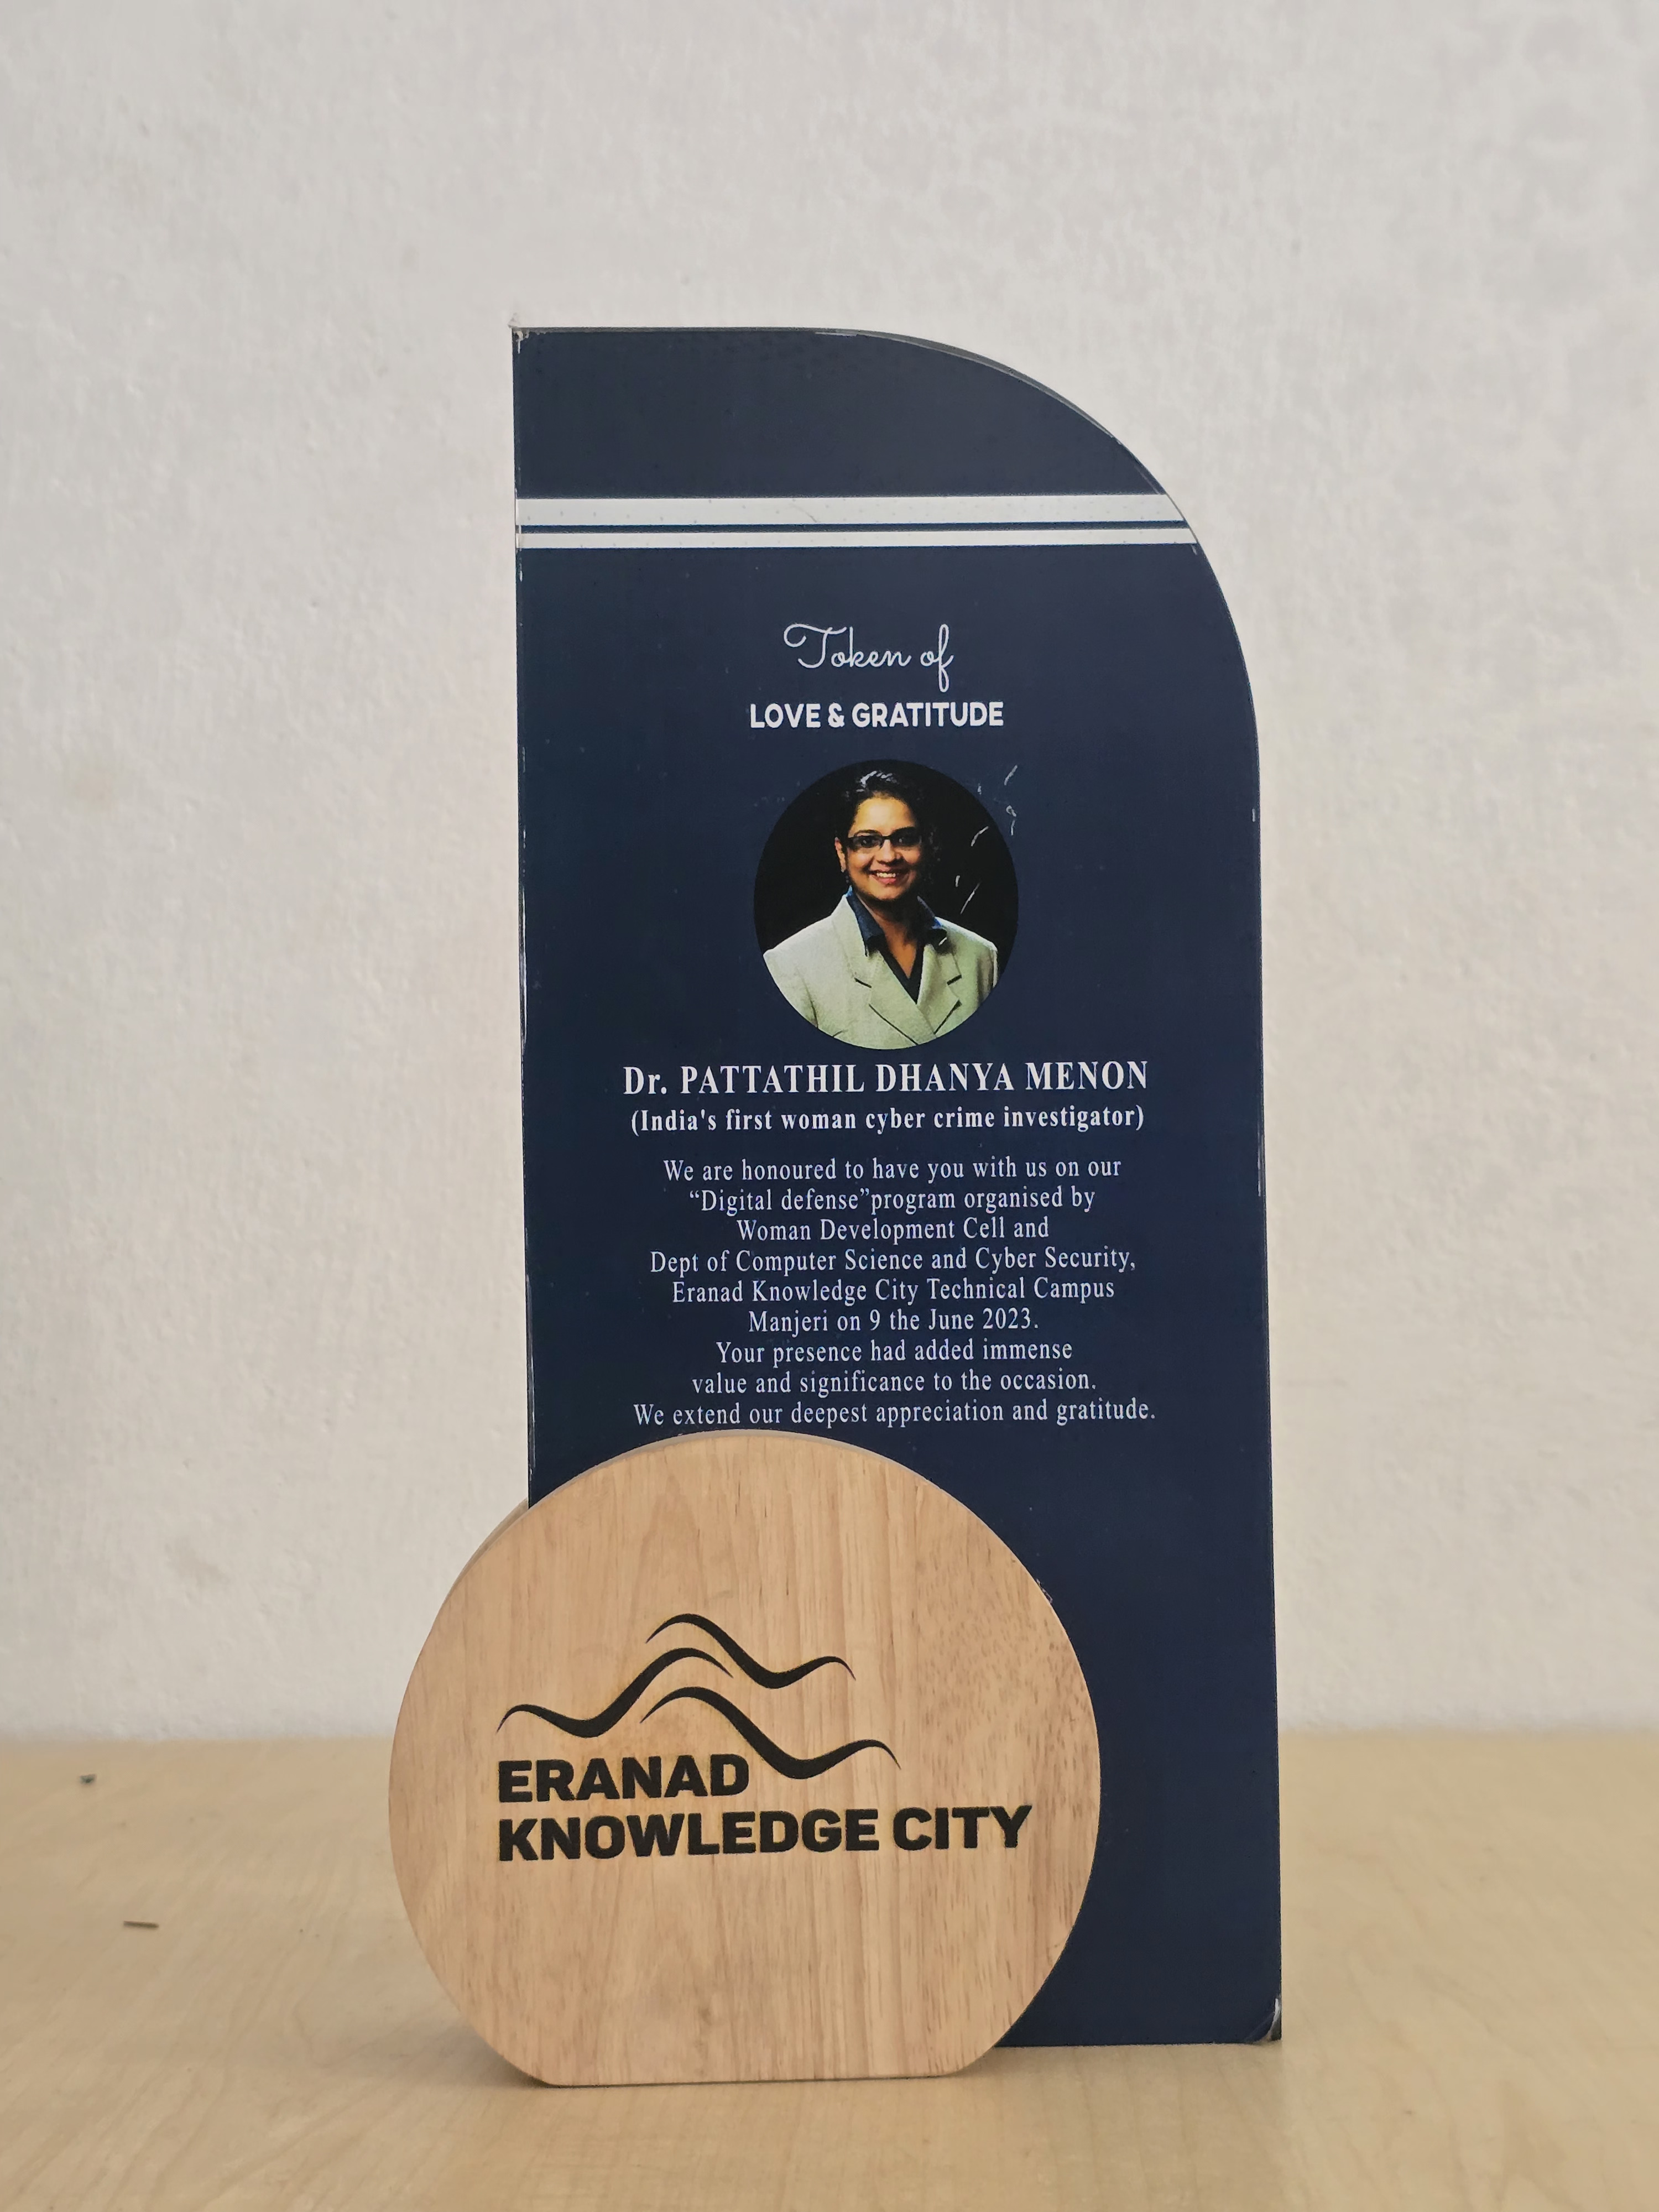 Token of
LOVE & GRATITUDE
Dr. PATTATHIL DHANYA MENON
(India's first woman cyber crime investigator)
We are honoured to have you with us on our
“Digital defense”program organised by
Woman Development Cell and
Dept of Computer Science and Cyber Security,
Eranad Knowledge City Technical Campus
Manjeri on 9 the June 2023.
Your presence had added immense
value and significance to the occasion.
We extend our deepest appreciation and gratitude.
ERANAD
KNOWLEDGE CITY